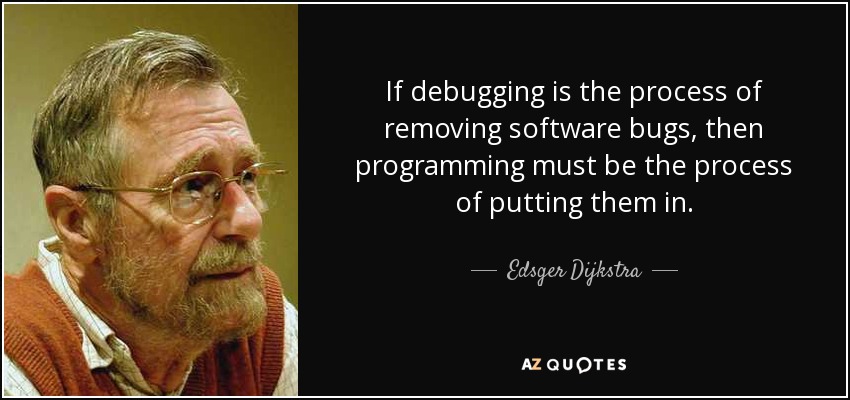 If debugging is the process of
removing software bugs, then
programming must be the process
of putting them in.
Edsger Dijkstra
AZ QUOTES